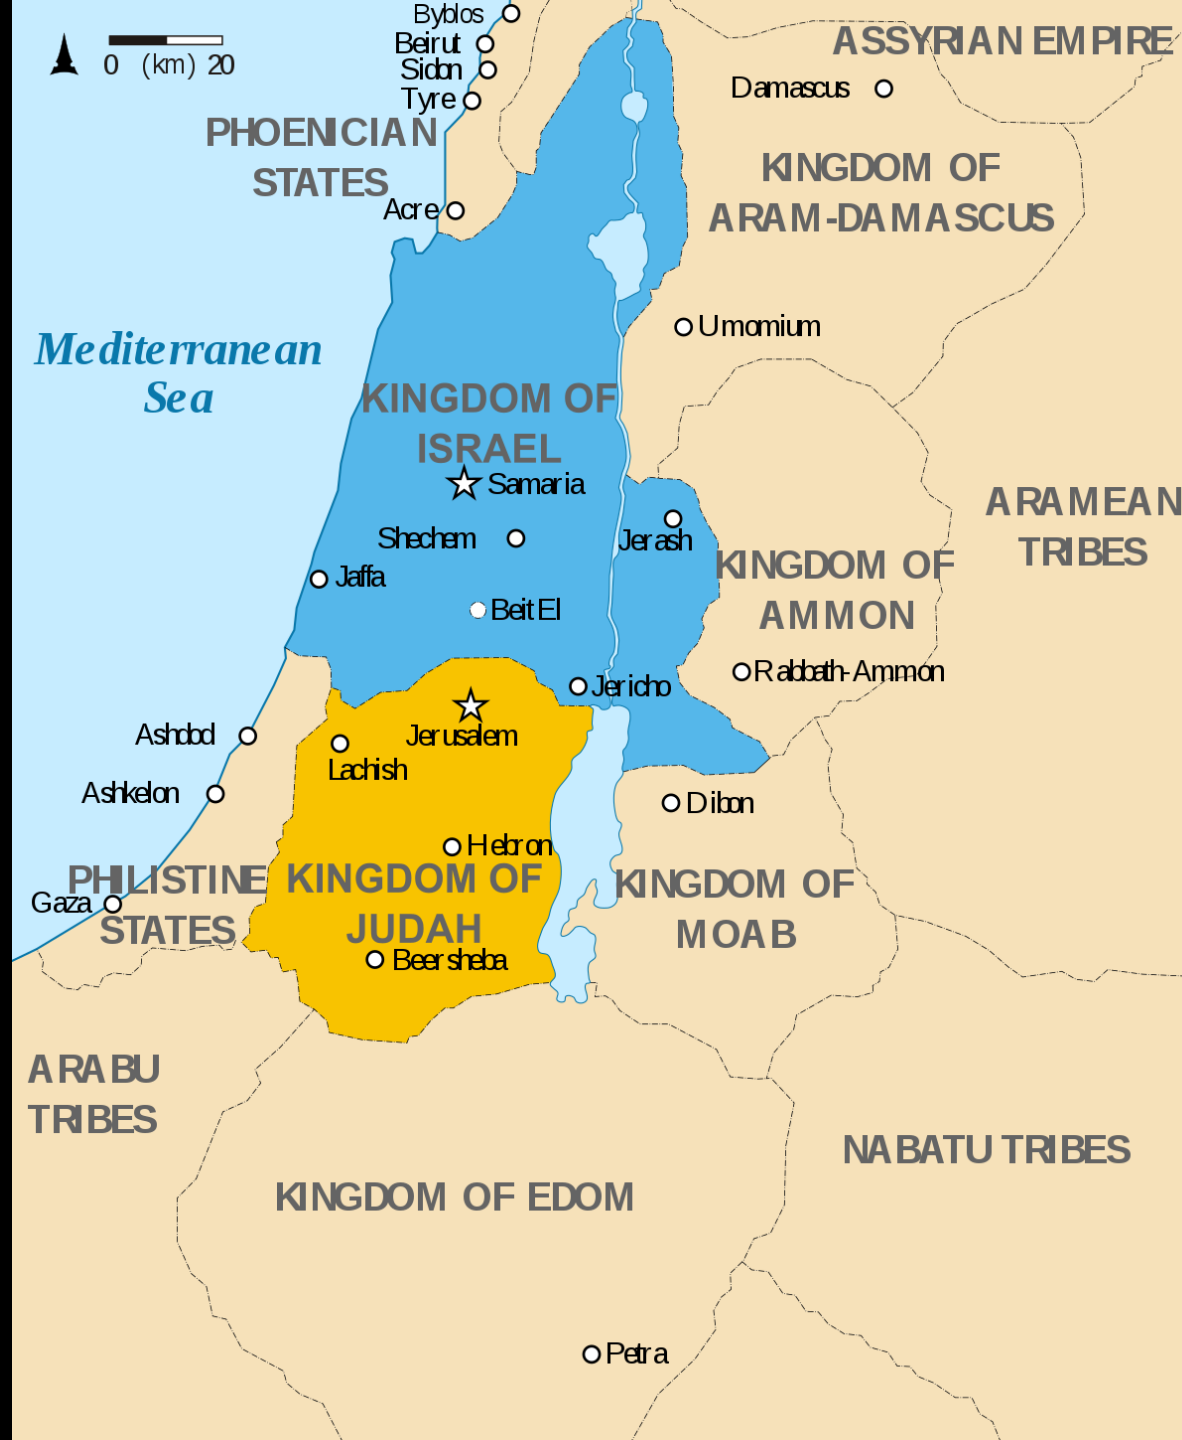 Byblos
Beirut
Sidon
Tyre
0 (km) 20
ASSYRIAN EMPIRE
Damascus
PHOENICIAN
STATES
KINGDOM OF
ARAM-DAMASCUS
Acre
Umomium
Mediterranean
Sea
KINGDOM OF
ISRAEL
Samaria
Shechem
Jerash
ARAMEAN
TRIBES
Jaffa
KINGDOM OF
AMMON
Beit El
Rabbath-Ammon
Jericho
Ashdod
Jerusalem
Lachish
Ashkelon
Dibon
Hebron
PHILISTINE
STATES
KINGDOM OF
JUDAH
KINGDOM OF
MOAB
Gaza
Beersheba
ARABU
TRIBES
NABATU TRIBES
KINGDOM OF EDOM
Petra